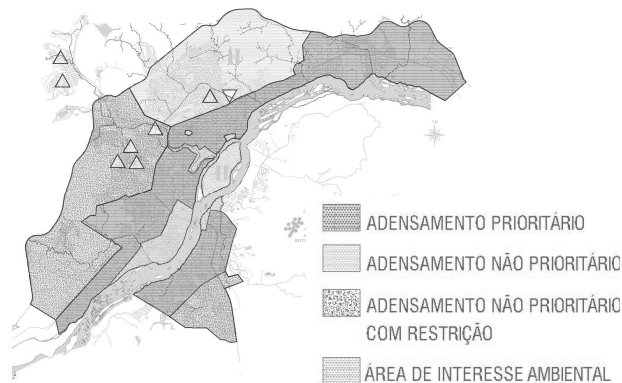 ADENSAMENTO PRIORITÁRIO
ADENSAMENTO NÃO PRIORITÁRIO
ADENSAMENTO NÃO PRIORITÁRIO
COM RESTRIÇÃO
ÁREA DE INTERESSE AMBIENTAL